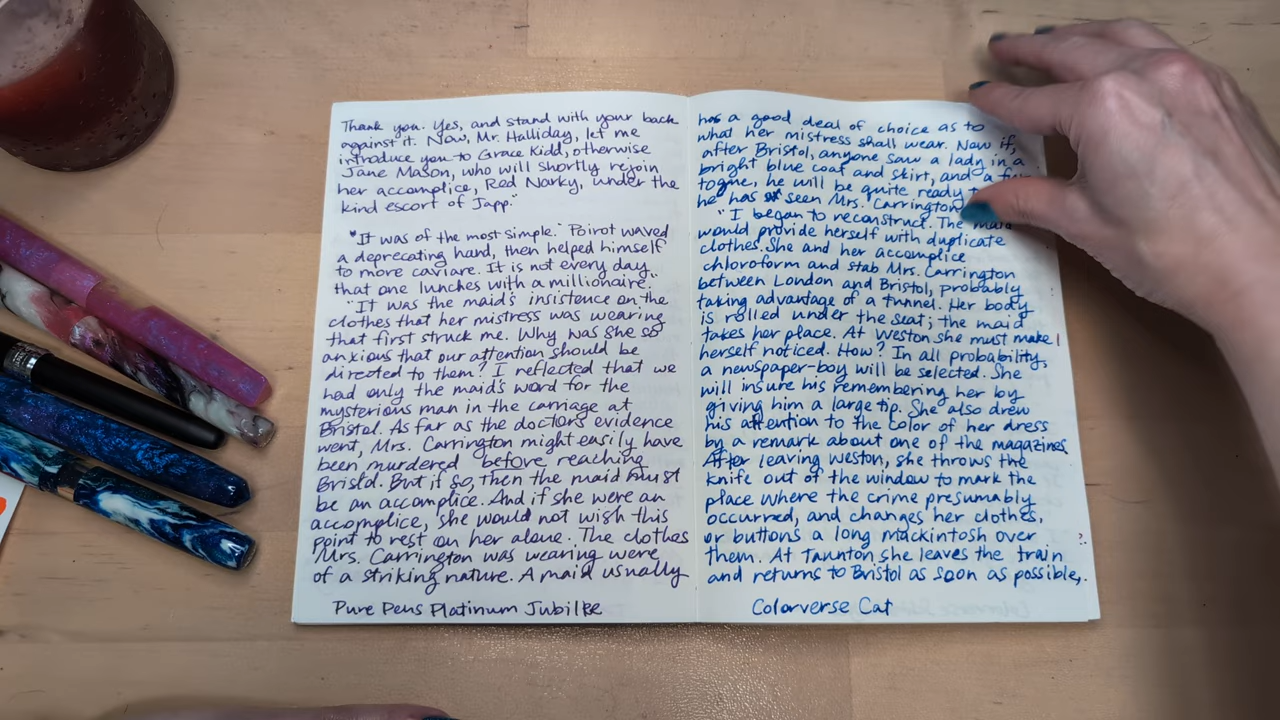 Thank you. Yes, and stand with your back
against it. Now, Mr. Halliday, let me
introduce you to Grace Kidd, otherwise
Jane Mason, who will shortly rejoin
her accomplice, Red Narky, under the
kind escort of Japp."
"It was of the most simple." Poirot waved
a deprecating hand, then helped himself
to more caviare. It is not every day
that one lunches with a millionaire."
"It was the maid's insistence on the
clothes that her mistress was wearing
that first struck me. Why was she so
anxious that our attention should be
directed to them? I reflected that we
had only the maid's word for the
mysterious man in the carriage at
Bristol. As far as the doctors evidence
went, Mrs. Carrington might easily have
been murdered before reaching
Bristol. But if so, then the maid must
be an accomplice. And if she were an
accomplice, she would not wish this
point to rest on her alone. The clothes
Mrs. Carrington was wearing were
of a striking nature. A maid usually
Pure Pens Platinum Jubilee
has a good deal of choice as to
what her mistress shall wear. Now if,
after Bristol, anyone saw a lady in a
bright blue coat and skirt, and a
toque, he will be quite ready
he has seen Mrs. Carrington
"I began to reconstruct. The maid
would provide herself with duplicate
clothes. She and her accomplice
chloroform and stab Mrs. Carrington
between London and Bristol, probably
taking advantage of a tunnel. Her body
is rolled under the seat; the maid
takes her place. At Weston she must make
herself noticed. How? In all probability,
a newspaper-boy will be selected. She
will insure his remembering her by
giving him a large tip. She also drew
his attention to the color of her dress
by a remark about one of the magazines
After leaving Weston, she throws the
knife out of the window to mark the
place where the crime presumably
occurred, and changes her clothes,
or buttons a long mackintosh over
them. At Taunton she leaves the train
and returns to Bristol as soon as possible,
Colorverse Cat